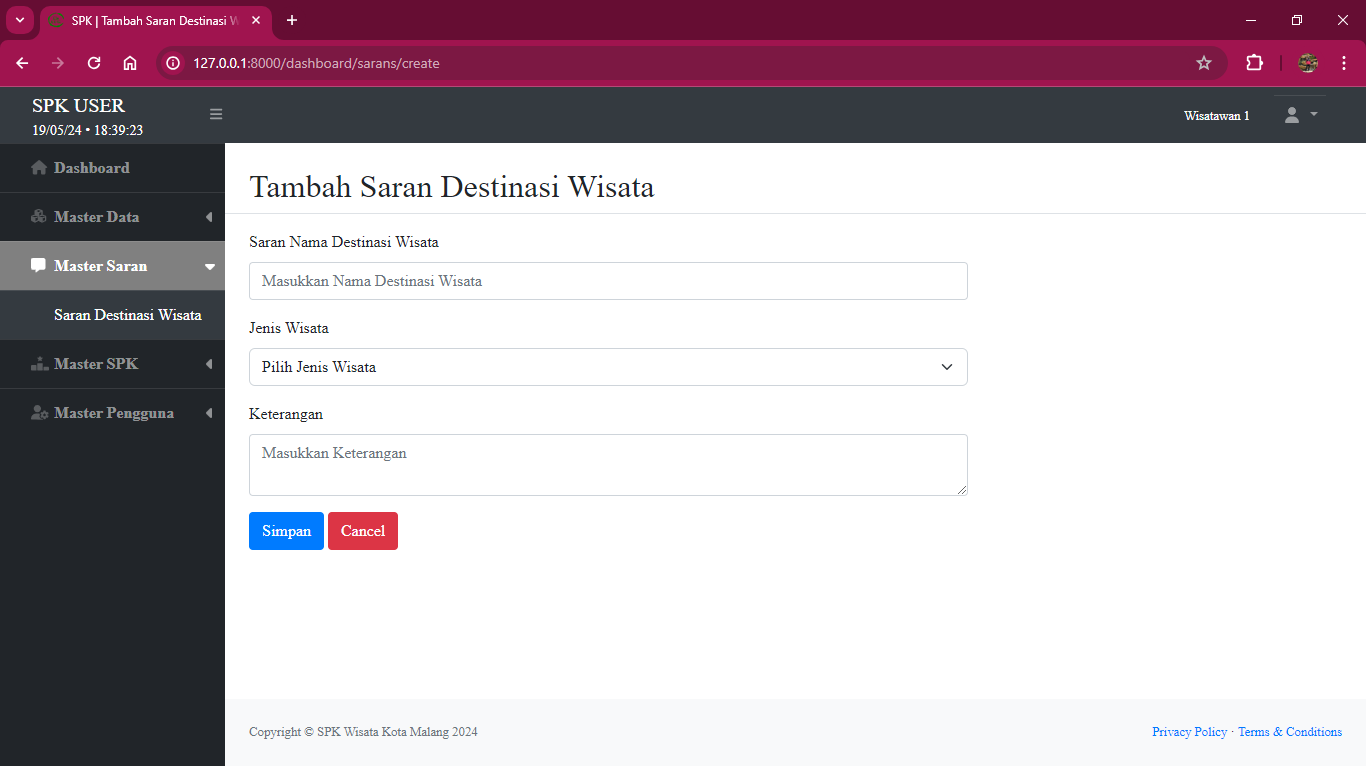 SPK | Tambah Saran Destinasi W
127.0.0.1:8000/dashboard/sarans/create
SPK USER
19/05/24 • 18:39:23
Wisatawan 1
Dashboard
Master Data
Master Saran
Saran Destinasi Wisata
Master SPK
Master Pengguna
Tambah Saran Destinasi Wisata
Saran Nama Destinasi Wisata
Masukkan Nama Destinasi Wisata
Jenis Wisata
Pilih Jenis Wisata
Keterangan
Masukkan Keterangan
Simpan Cancel
Copyright © SPK Wisata Kota Malang 2024
Privacy Policy · Terms & Conditions